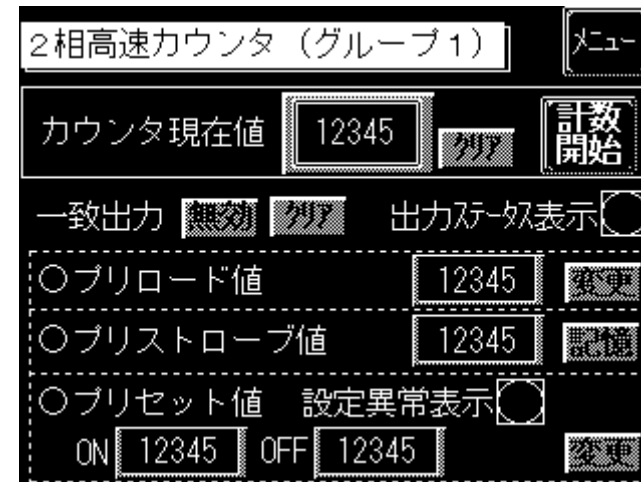 2相高速カウンタ（グループ1） メニュー
カウンタ現在値 12345 クリア 計数開始
一致出力 無効 クリア 出力ステータス表示
○プリロード値 12345 変更
○プリストローブ値 12345 記憶
○プリセット値 設定異常表示
ON 12345 OFF 12345 変更